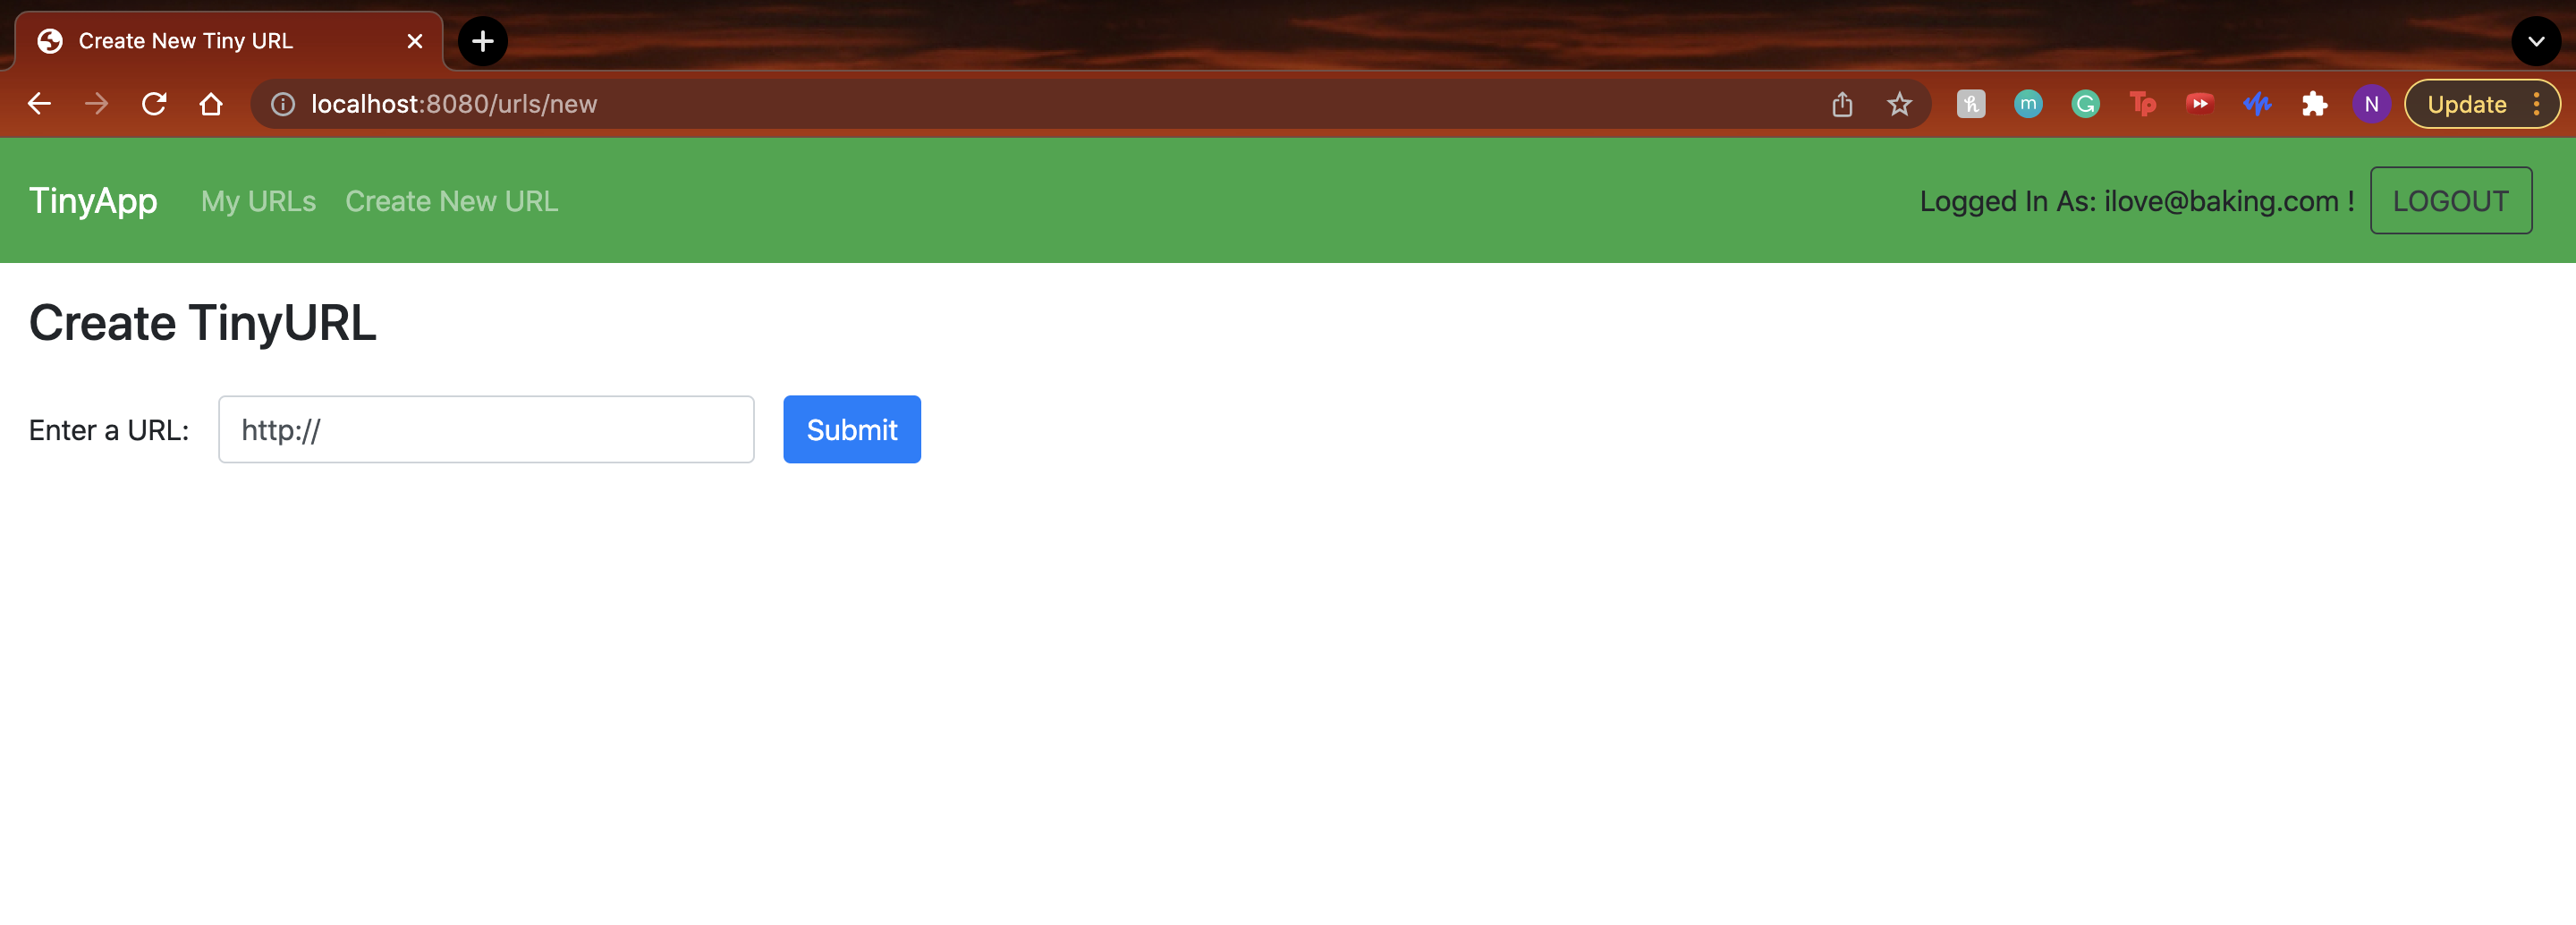 Create New Tiny URL
localhost:8080/urls/new
m
Tp
N
Update
TinyApp My URLs Create New URL Logged In As: ilove@baking.com ! LOGOUT
Create TinyURL
Enter a URL: http:// Submit